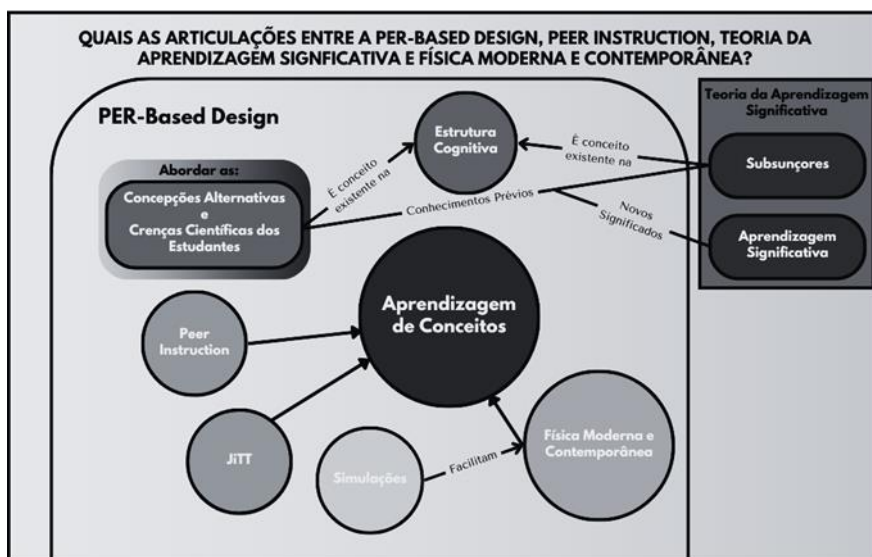 QUAIS AS ARTICULAÇÕES ENTRE A PER-BASED DESIGN, PEER INSTRUCTION, TEORIA DA
APRENDIZAGEM SIGNFICATIVA E FÍSICA MODERNA E CONTEMPORÂNEA?
PER-Based Design
Teoria da Aprendizagem
Significativa
Estrutura
Cognitiva
É conceito
existente na
Subsunçores
Abordar as:
Concepções Alternativas
e
Crenças Científicas dos
Estudantes
È conceito
existente na
Conhecimentos Prévios
Novos
Significados
Aprendizagem
Significativa
Aprendizagem
de Conceitos
Peer
Instruction
JiTT
Simulações
Facilitam
Física Moderna e
Contemporânea